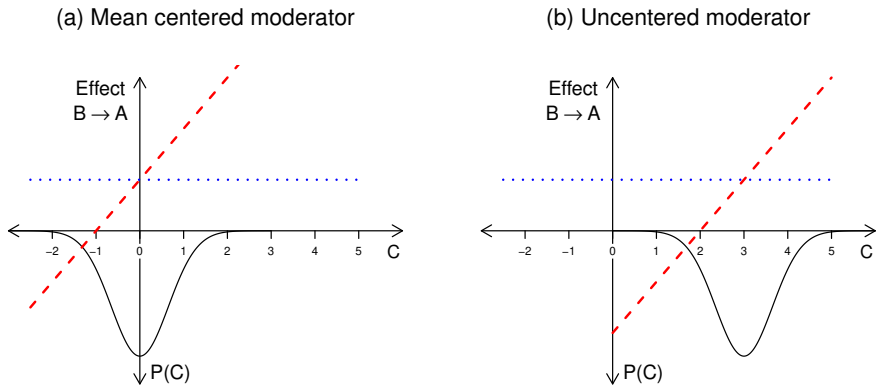 (a) Mean centered moderator
Effect
B → A
−2 −1 0 1 2 3 4 5
C
P(C)
(b) Uncentered moderator
Effect
B → A
−2 −1 0 1 2 3 4 5
C
P(C)